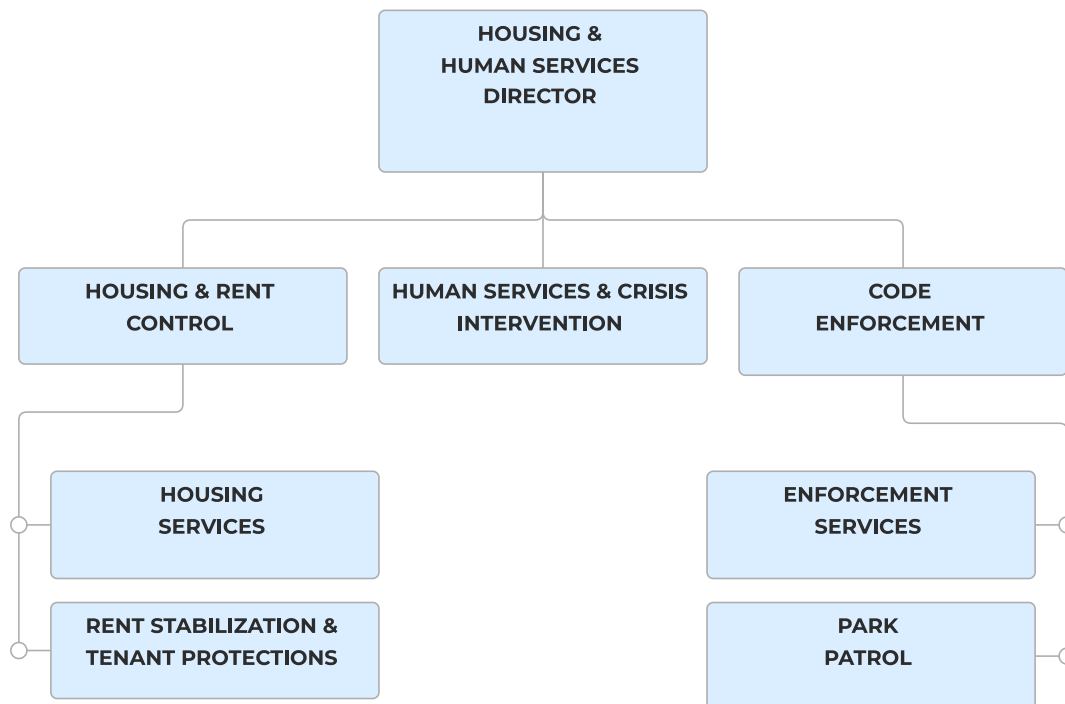 HOUSING &
HUMAN SERVICES
DIRECTOR
HOUSING & RENT
CONTROL
HUMAN SERVICES & CRISIS
INTERVENTION
CODE
ENFORCEMENT
HOUSING
SERVICES
ENFORCEMENT
SERVICES
RENT STABILIZATION &
TENANT PROTECTIONS
PARK
PATROL